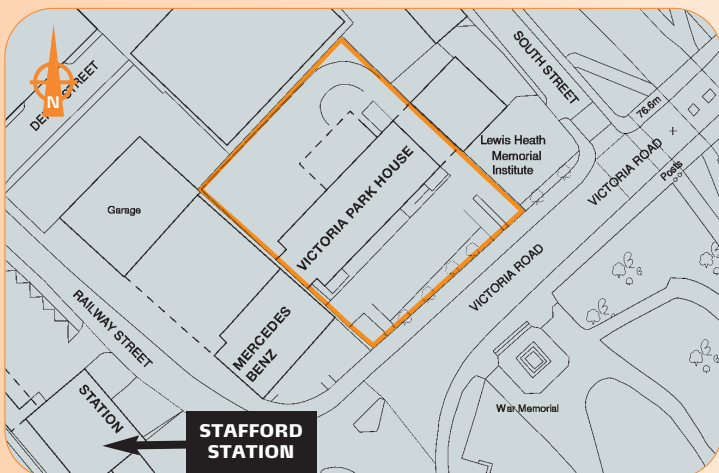 N
DE
STREET
SOUTH STREET
76.6m
VICTORIA ROAD
Posts
Lewis Heath
Memorial
Institute
VICTORIA PARK HOUSE
Garage
VICTORIA ROAD
RAILWAY STREET
MERCEDES
BENZ
War Memorial
STATION
STAFFORD
STATION